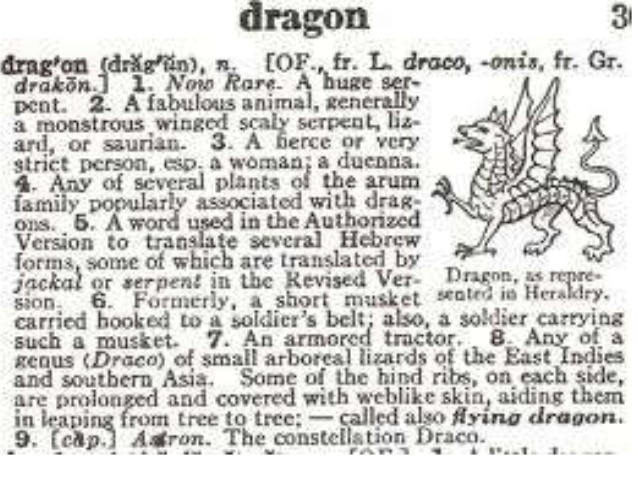 dragon
drag'on (drăg'ŭn), n. [OF., fr. L. draco, -onis, fr. Gr.
drakōn.] 1. Now Rare. A huge ser-
pent. 2. A fabulous animal, generally
a monstrous winged scaly serpent, liz-
ard, or saurian. 3. A fierce or very
strict person, esp. a woman; a duenna.
4. Any of several plants of the arum
family popularly associated with drag-
ons. 5. A word used in the Authorized
Version to translate several Hebrew
forms, some of which are translated by
jackal or serpent in the Revised Ver-
sion. 6. Formerly, a short musket
Dragon, as repre-
sented in Heraldry.
carried hooked to a soldier's belt; also, a soldier carrying
such a musket. 7. An armored tractor. 8. Any of a
genus (Draco) of small arboreal lizards of the East Indies
and southern Asia. Some of the hind ribs, on each side,
are prolonged and covered with weblike skin, aiding them
in leaping from tree to tree; — called also flying dragon.
9. [cap.] Astron. The constellation Draco.